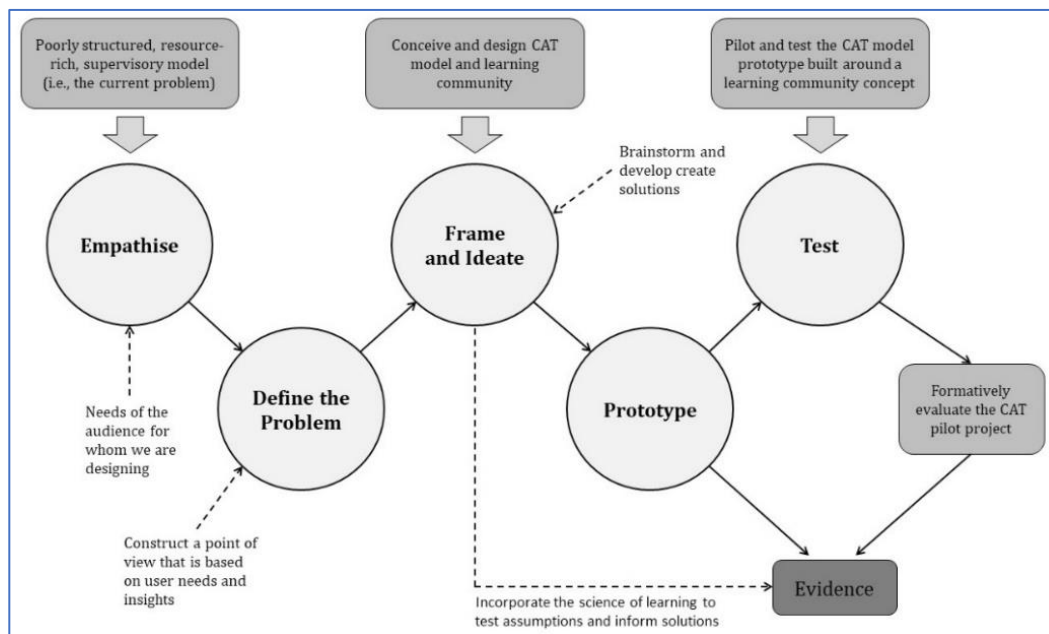 Poorly structured, resource-
rich, supervisory model
(i.e., the current problem)
Conceive and design CAT
model and learning
community
Pilot and test the CAT model
prototype built around a
learning community concept
Brainstorm and
develop create
solutions
Empathise
Frame
and Ideate
Test
Define the
Problem
Prototype
Needs of the
audience for
whom we are
designing
Formatively
evaluate the CAT
pilot project
Construct a point of
view that is based
on user needs and
insights
Evidence
Incorporate the science of learning to
test assumptions and inform solutions